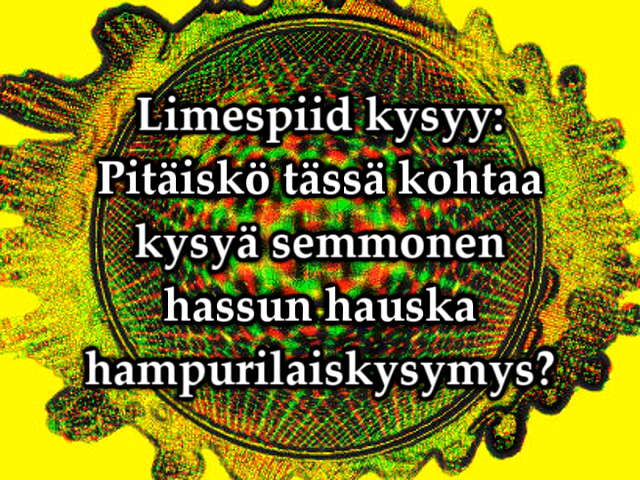 Limespiid kysyy:
Pitäiskö tässä kohtaa
kysyä semmonen
hassun hauska
hampurilaiskysymys?